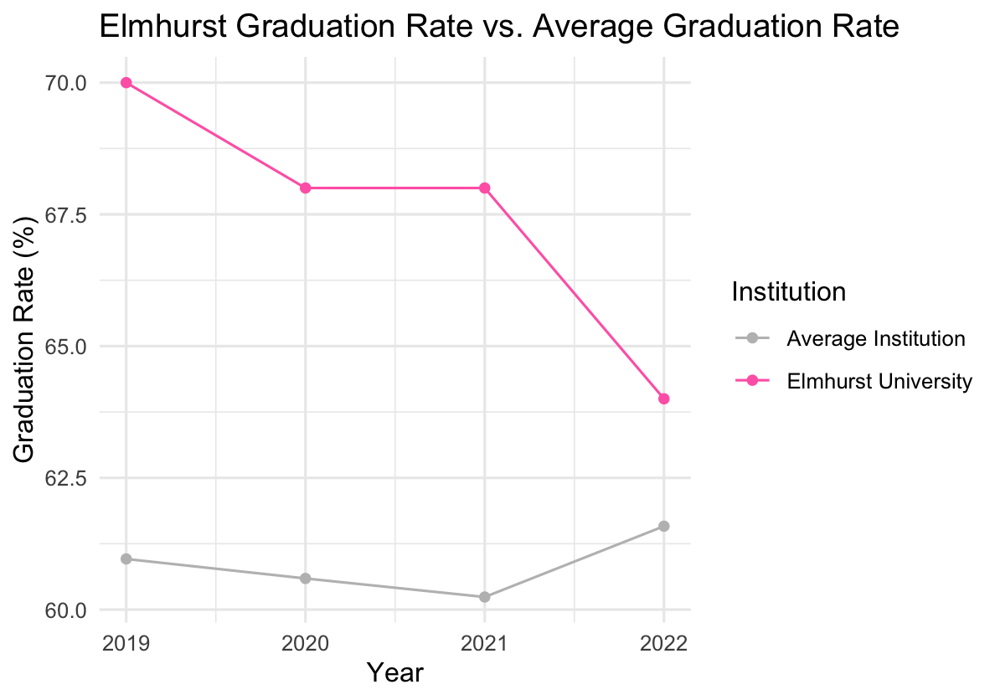 Elmhurst Graduation Rate vs. Average Graduation Rate
Graduation Rate (%)
70.0
67.5
65.0
62.5
60.0
2019 2020 2021 2022
Year
Institution
Average Institution
Elmhurst University